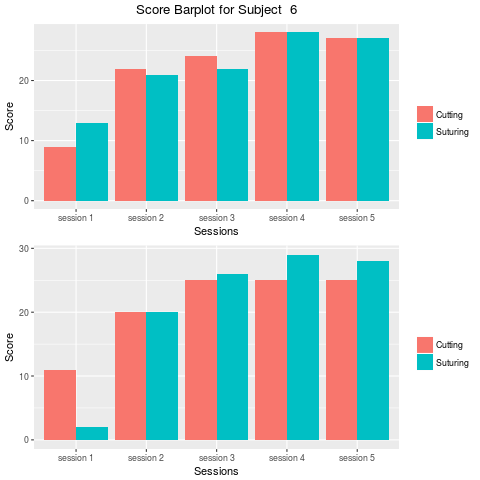 Score Barplot for Subject  6
20
10
0
Score
session 1 session 2 session 3 session 4 session 5
Sessions
Cutting
Suturing
30
20
10
0
Score
session 1 session 2 session 3 session 4 session 5
Sessions
Cutting
Suturing